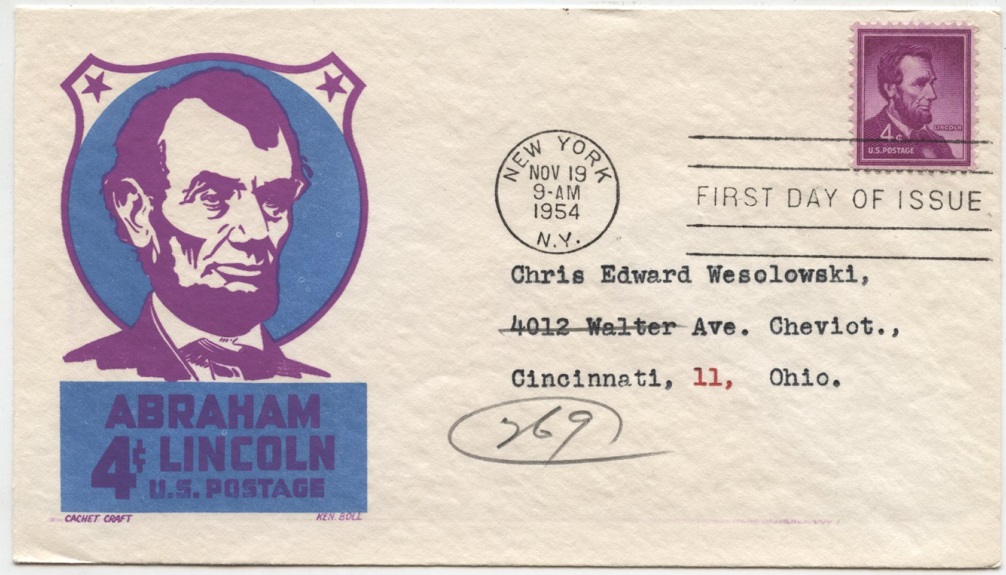 LINCOLN
4¢
U.S. POSTAGE
NEW YORK
NOV 19
9-AM
1954
N.Y.
FIRST DAY OF ISSUE
Chris Edward Wesolowski,
4012 Walter Ave. Cheviot.,
Cincinnati, 11, Ohio.
769
ABRAHAM
4¢ LINCOLN
U.S. POSTAGE
CACHET CRAFT
KEN BOLL